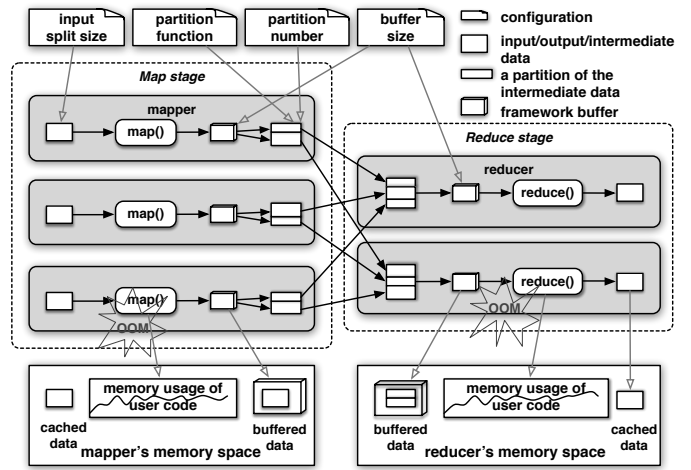 input
split size
partition
function
partition
number
buffer
size
configuration
input/output/intermediate
data
a partition of the
intermediate data
framework buffer
Map stage
mapper
map()
map()
map()
OOM
Reduce stage
reducer
reduce()
reduce()
OOM
cached
data
memory usage of
user code
buffered
data
mapper's memory space
buffered
data
memory usage of
user code
cached
data
reducer's memory space